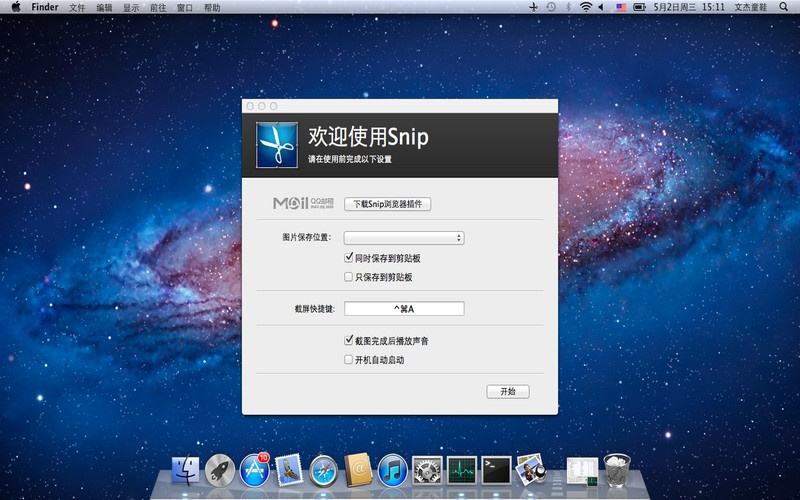 Finder 文件 编辑 显示 前往 窗口 帮助 5月2日周三 15:11 文杰童鞋
欢迎使用Snip
请在使用前完成以下设置
Mail QQ邮箱
下载Snip浏览器插件
图片保存位置：
同时保存到剪贴板
只保存到剪贴板
截屏快捷键：
^⌘A
截图完成后播放声音
开机自动启动
开始
10